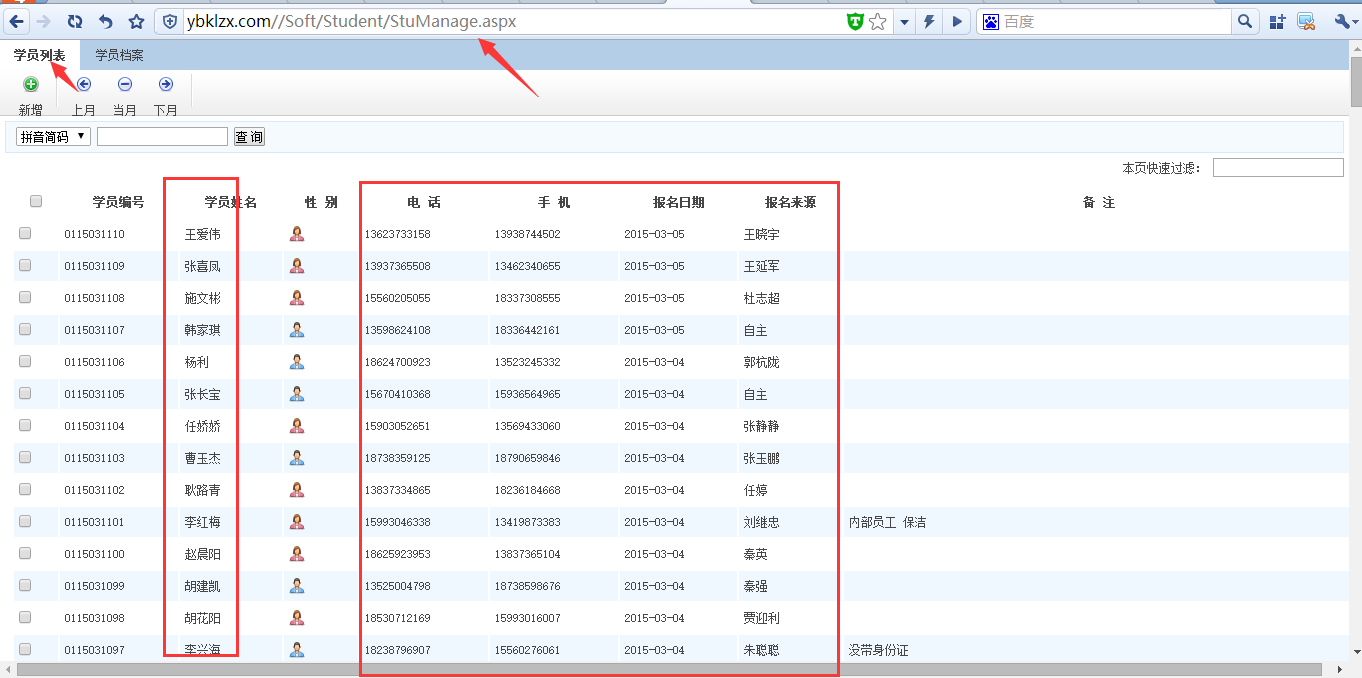 ybklzx.com//Soft/Student/StuManage.aspx 百度
学员列表 学员档案
新增 上月 当月 下月
拼音简码 查 询
本页快速过滤:
学员编号 学员姓名 性 别 电 话 手 机 报名日期 报名来源 备 注
0115031110 王爱伟 13623733158 13938744502 2015-03-05 王晓宇
0115031109 张喜凤 13937365508 13462340655 2015-03-05 王延军
0115031108 施文彬 15560205055 18337308555 2015-03-05 杜志超
0115031107 韩家琪 13598624108 18336442161 2015-03-05 自主
0115031106 杨利 18624700923 13523245332 2015-03-04 郭杭陇
0115031105 张长宝 15670410368 15936564965 2015-03-04 自主
0115031104 任娇娇 15903052651 13569433060 2015-03-04 张静静
0115031103 曹玉杰 18738359125 18790659846 2015-03-04 张玉鹏
0115031102 耿路青 13837334865 18236184668 2015-03-04 任婷
0115031101 李红梅 15993046338 13419873383 2015-03-04 刘继忠 内部员工 保洁
0115031100 赵晨阳 18625923953 13837365104 2015-03-04 秦英
0115031099 胡建凯 13525004798 18738598676 2015-03-04 秦强
0115031098 胡花阳 18530712169 15993016007 2015-03-04 贾迎利
0115031097 李兴海 18238796907 15560276061 2015-03-04 朱聪聪 没带身份证